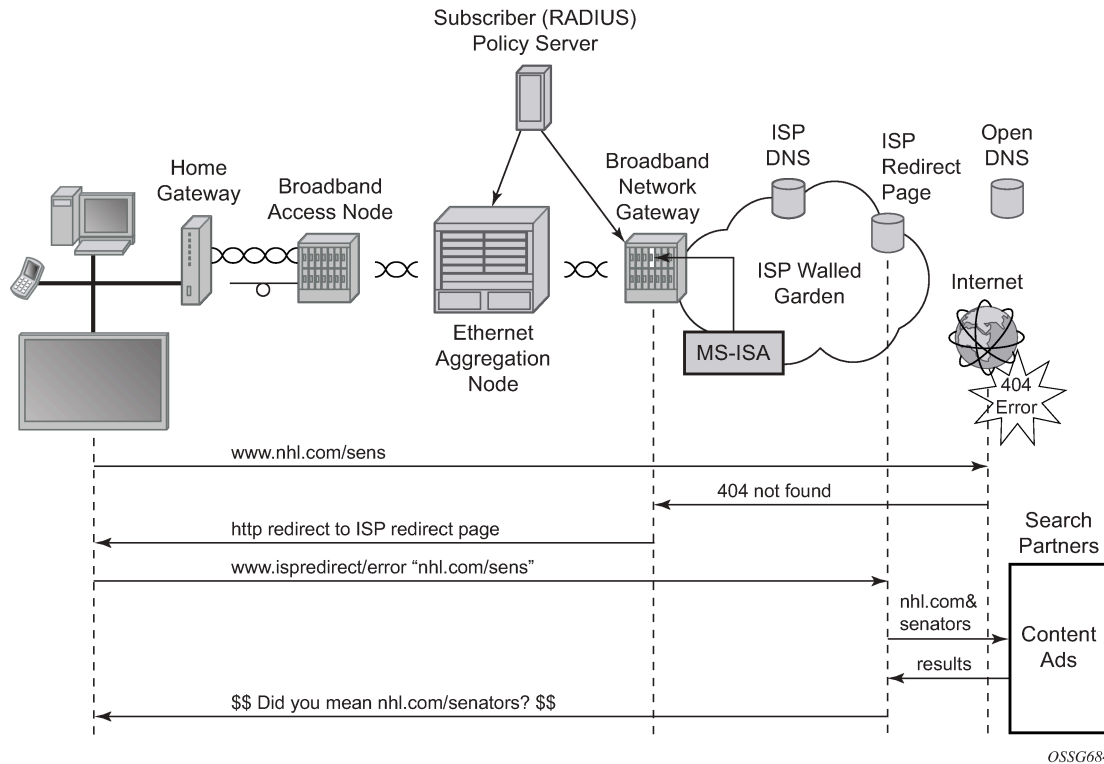 Subscriber (RADIUS)
Policy Server
Home
Gateway
Broadband
Access Node
Ethernet
Aggregation
Node
Broadband
Network
Gateway
ISP
DNS
ISP
Redirect
Page
Open
DNS
ISP Walled
Garden
MS-ISA
Internet
404
Error
www.nhl.com/sens
404 not found
http redirect to ISP redirect page
www.ispredirect/error “nhl.com/sens”
Search
Partners
nhl.com&
senators
Content
Ads
results
$$ Did you mean nhl.com/senators? $$
OSSG684